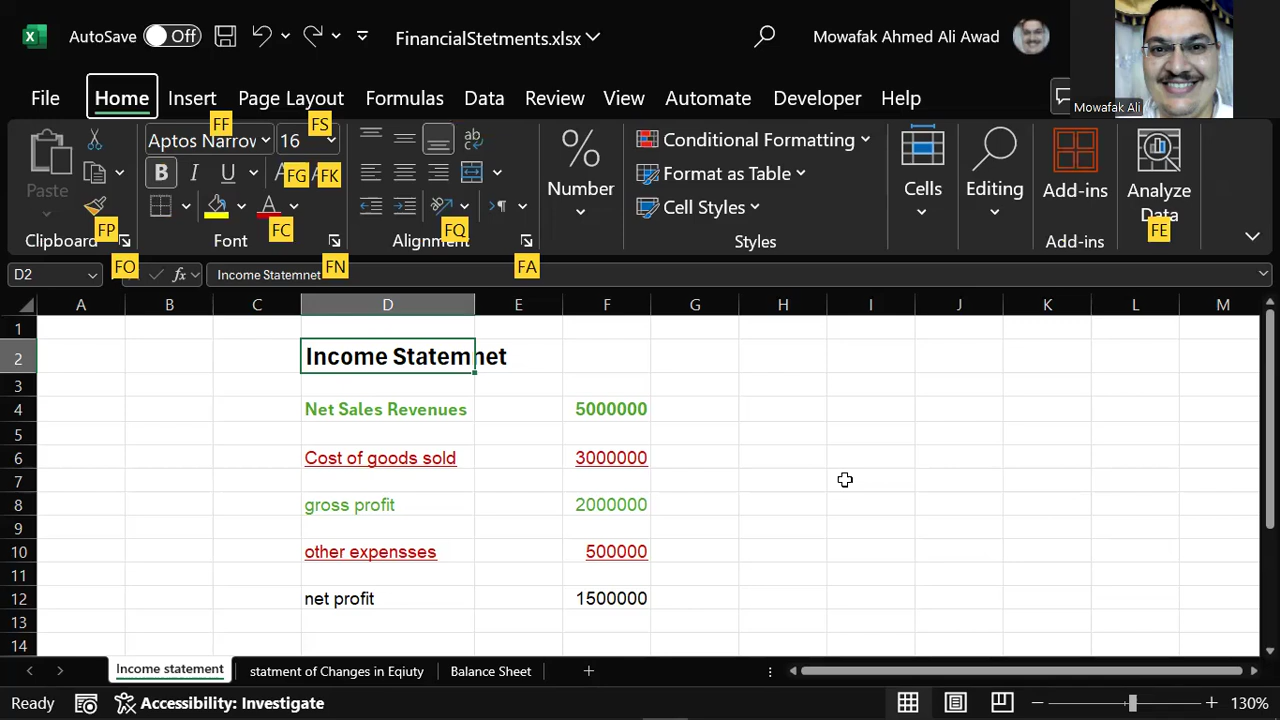 AutoSave Off FinancialStetments.xlsx Mowafak Ahmed Ali Awad
Mowafak Ali
File Home Insert Page Layout Formulas Data Review View Automate Developer Help
FF FS
Aptos Narrov 16
FG FK
Paste
FP FC FQ FE
Clipboard Font Alignment
FO FN FA
Number
Conditional Formatting
Format as Table
Cell Styles
Styles
Cells
Editing
Add-ins
Add-ins
Analyze
Data
D2 fx Income Statemnet
A B C D E F G H I J K L M
1
2 Income Statemnet
3
4 Net Sales Revenues 5000000
5
6 Cost of goods sold 3000000
7
8 gross profit 2000000
9
10 other expensses 500000
11
12 net profit 1500000
13
14
Income statement statment of Changes in Eqiuty Balance Sheet
Ready Accessibility: Investigate 130%